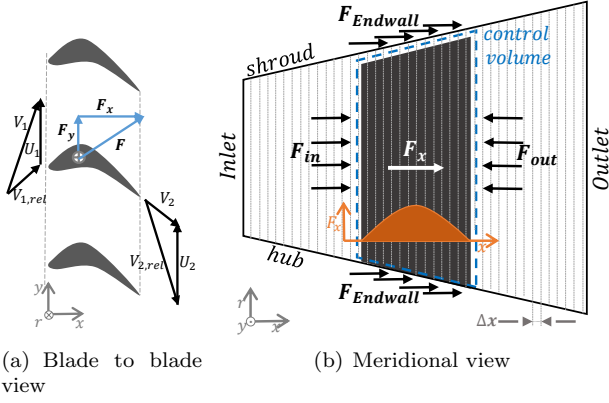 V1
U1
V1,rel
Fx
Fy
F
V2
V2,rel
U2
y
r
x
(a) Blade to blade
view
FEndwall
control
volume
shroud
Inlet
Fin
Fx
Fout
Outlet
Fx
x
hub
FEndwall
r
y
x
Δx
(b) Meridional view